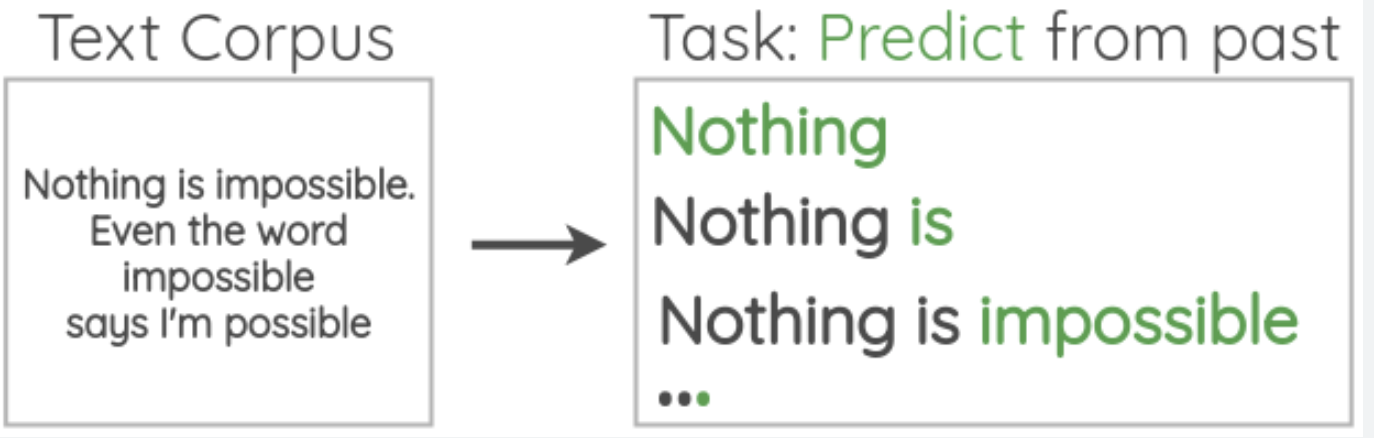 Text Corpus
Nothing is impossible.
Even the word
impossible
says I'm possible
Task: Predict from past
Nothing
Nothing is
Nothing is impossible
...